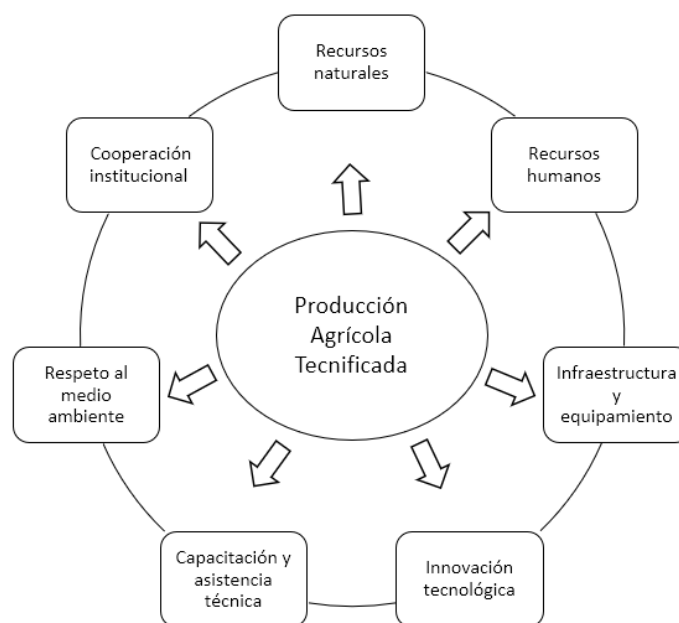 Recursos
naturales
Cooperación
institucional
Recursos
humanos
Producción
Agrícola
Tecnificada
Respeto al
medio
ambiente
Infraestructura
y
equipamiento
Capacitación y
asistencia
técnica
Innovación
tecnológica